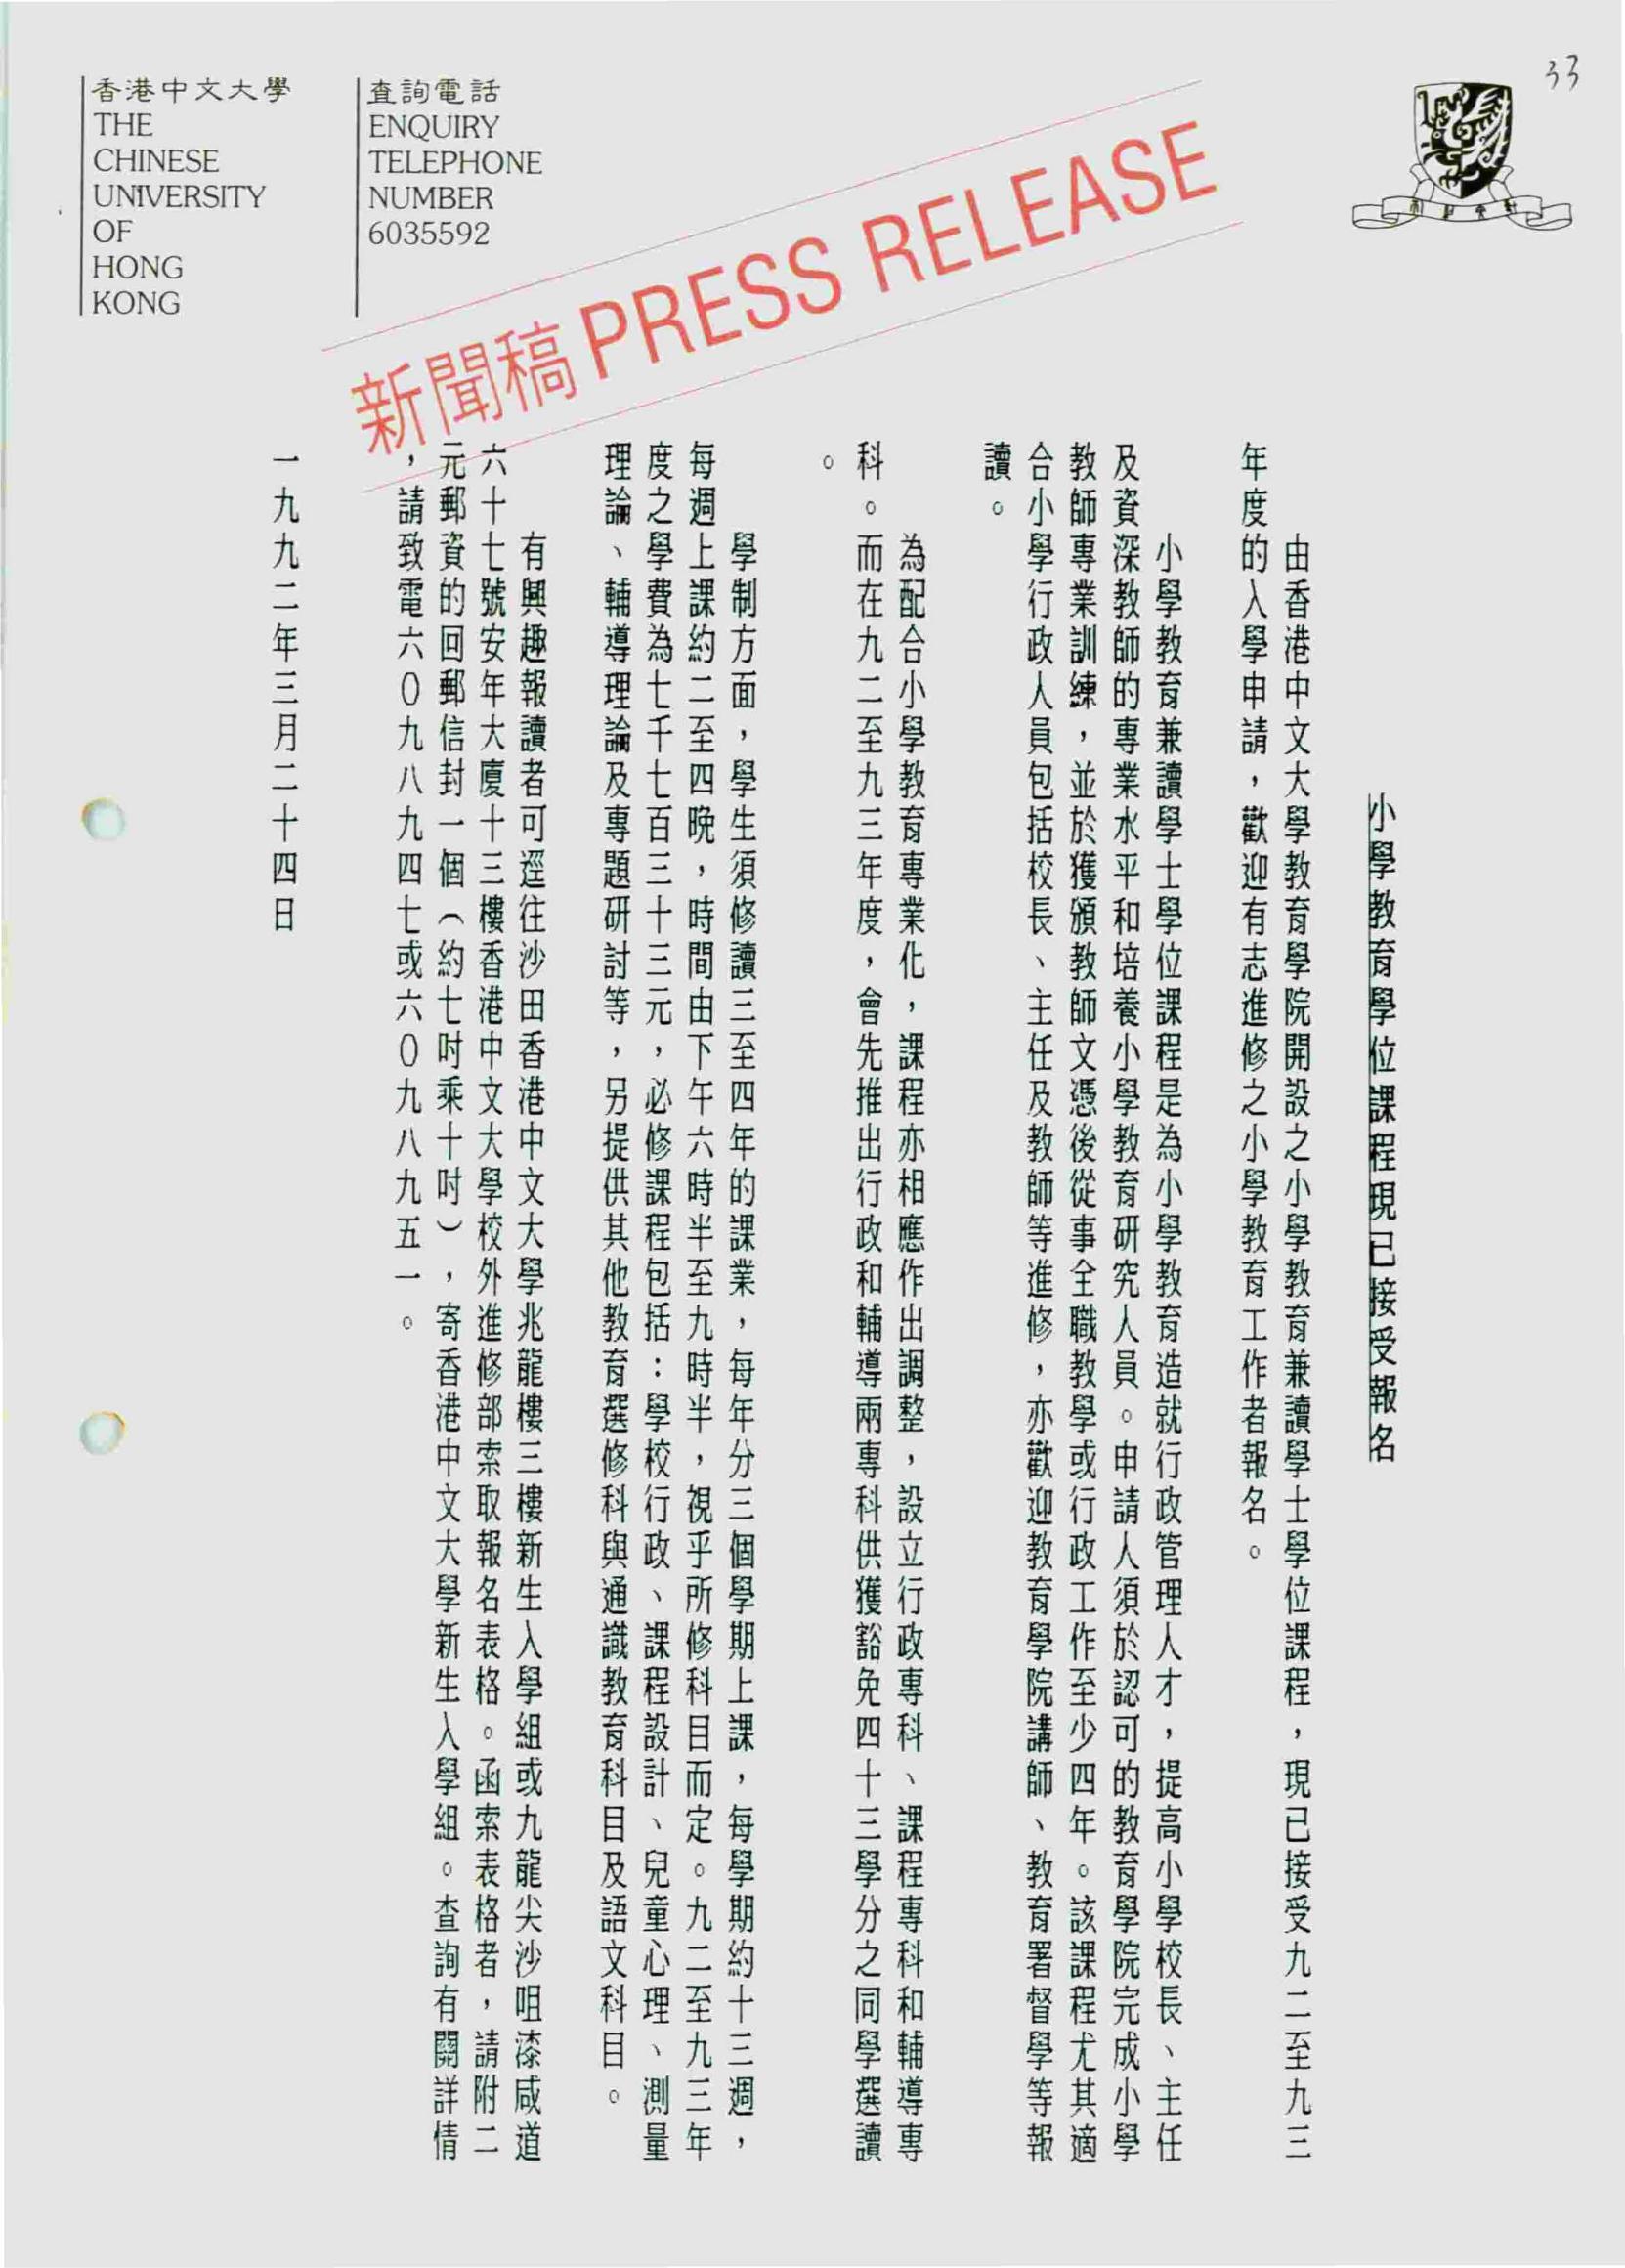 33
香港中文大學
THE
CHINESE
UNIVERSITY
OF
HONG
KONG
查詢電話
ENQUIRY
TELEPHONE
NUMBER
6035592
新聞稿 PRESS RELEASE
小學教育學位課程現已接受報名
由香港中文大學教育學院開設之小學教育兼讀學士學位課程，現已接受九二至九三
年度的入學申請，歡迎有志進修之小學教育工作者報名。
小學教育兼讀學士學位課程是為小學教育造就行政管理人才，提高小學校長、主任
及資深教師的專業水平和培養小學教育研究人員。申請人須於認可的教育學院完成小學
教師專業訓練，並於獲頒教師文憑後從事全職教學或行政工作至少四年。該課程尤其適
合小學行政人員包括校長、主任及教師等進修，亦歡迎教育學院講師、教育署督學等報
讀。
為配合小學教育專業化，課程亦相應作出調整，設立行政專科、課程專科和輔導專
科。而在九二至九三年度，會先推出行政和輔導兩專科供獲豁免四十三學分之同學選讀
。
學制方面，學生須修讀三至四年的課業，每年分三個學期上課，每學期約十三週，
每週上課約二至四晚，時間由下午六時半至九時半，視乎所修科目而定。九二至九三年
度之學費為七千七百三十三元，必修課程包括：學校行政、課程設計、兒童心理、測量
理論、輔導理論及專題研討等，另提供其他教育選修科與通識教育科目及語文科目。
有興趣報讀者可逕往沙田香港中文大學兆龍樓三樓新生入學組或九龍尖沙咀漆咸道
六十七號安年大廈十三樓香港中文大學校外進修部索取報名表格。函索表格者，請附二
元郵資的回郵信封一個（約七吋乘十吋），寄香港中文大學新生入學組。查詢有關詳情
，請致電六０九八九四七或六０九八九五一。
一九九二年三月二十四日